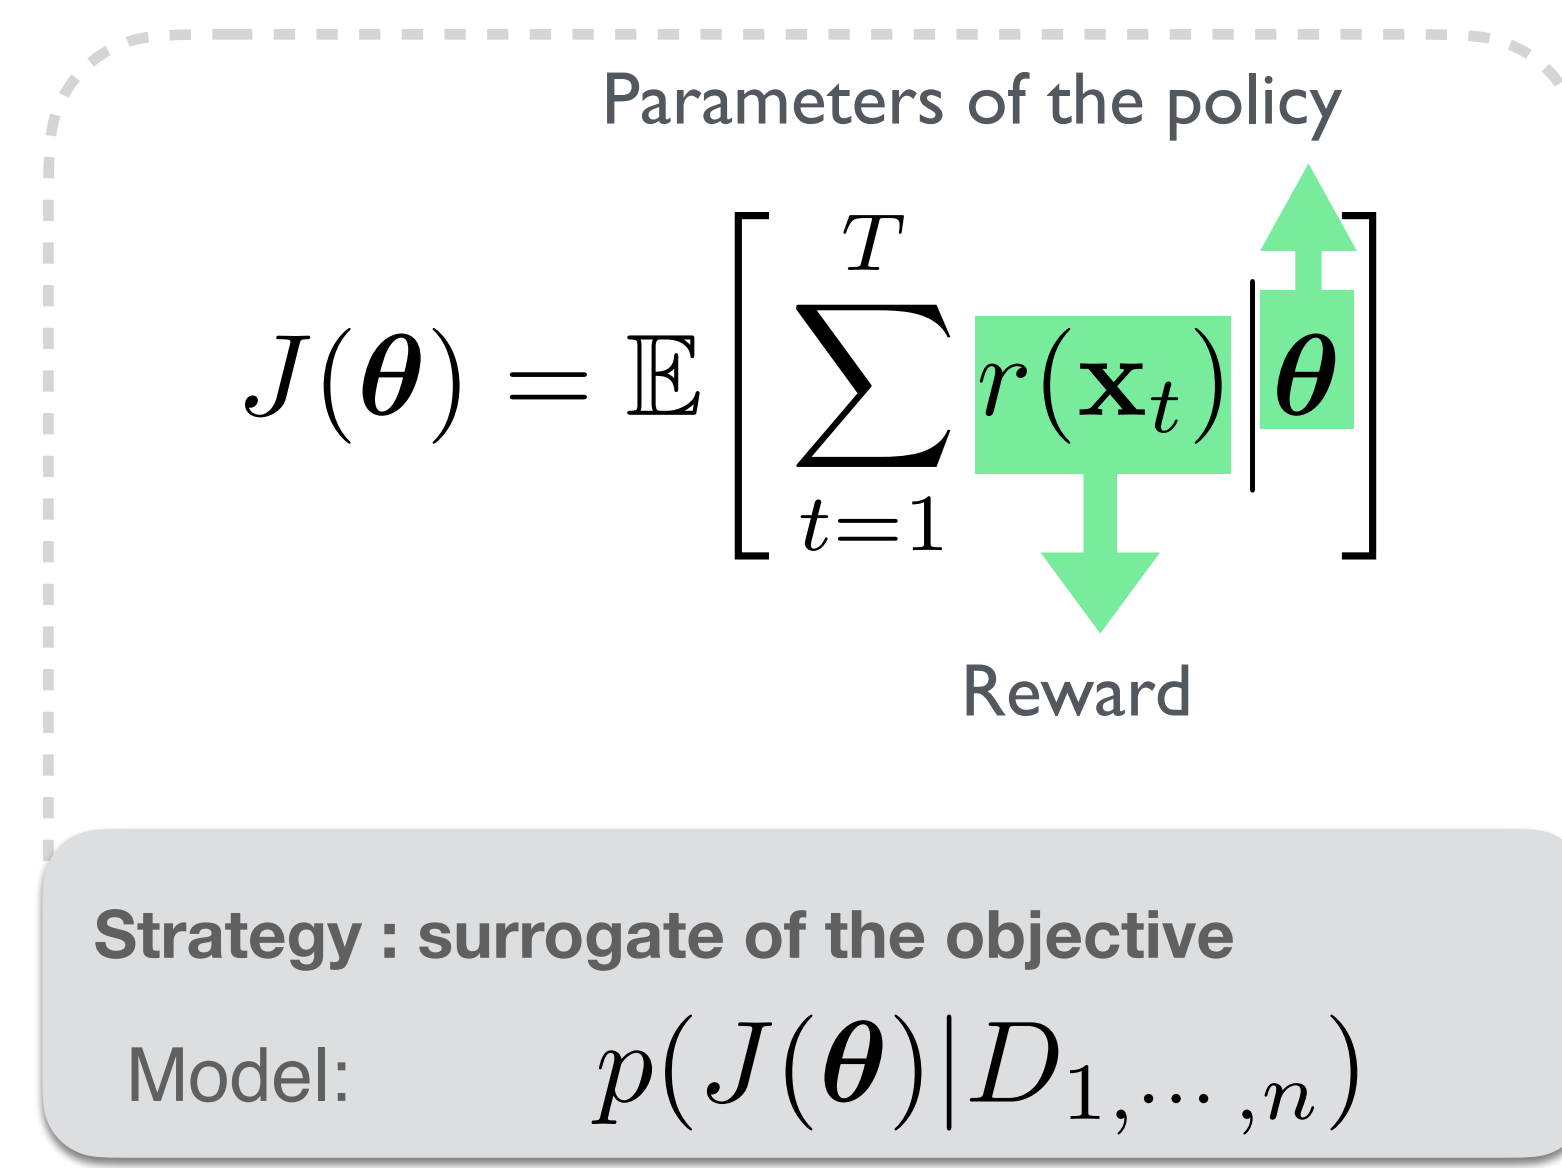 Parameters of the policy
J(θ) = 𝔼[ ∑_{t=1}^{T} r(𝐱_t) | θ ]
Reward
Strategy : surrogate of the objective
Model: p(J(θ)|D_{1,⋯,n})